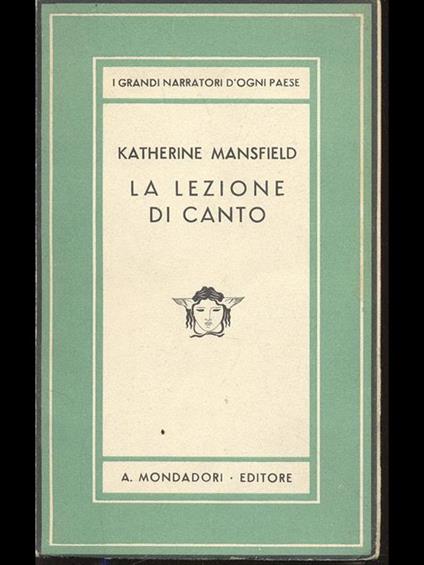 I GRANDI NARRATORI D'OGNI PAESE
KATHERINE MANSFIELD
LA LEZIONE
DI CANTO
A. MONDADORI · EDITORE